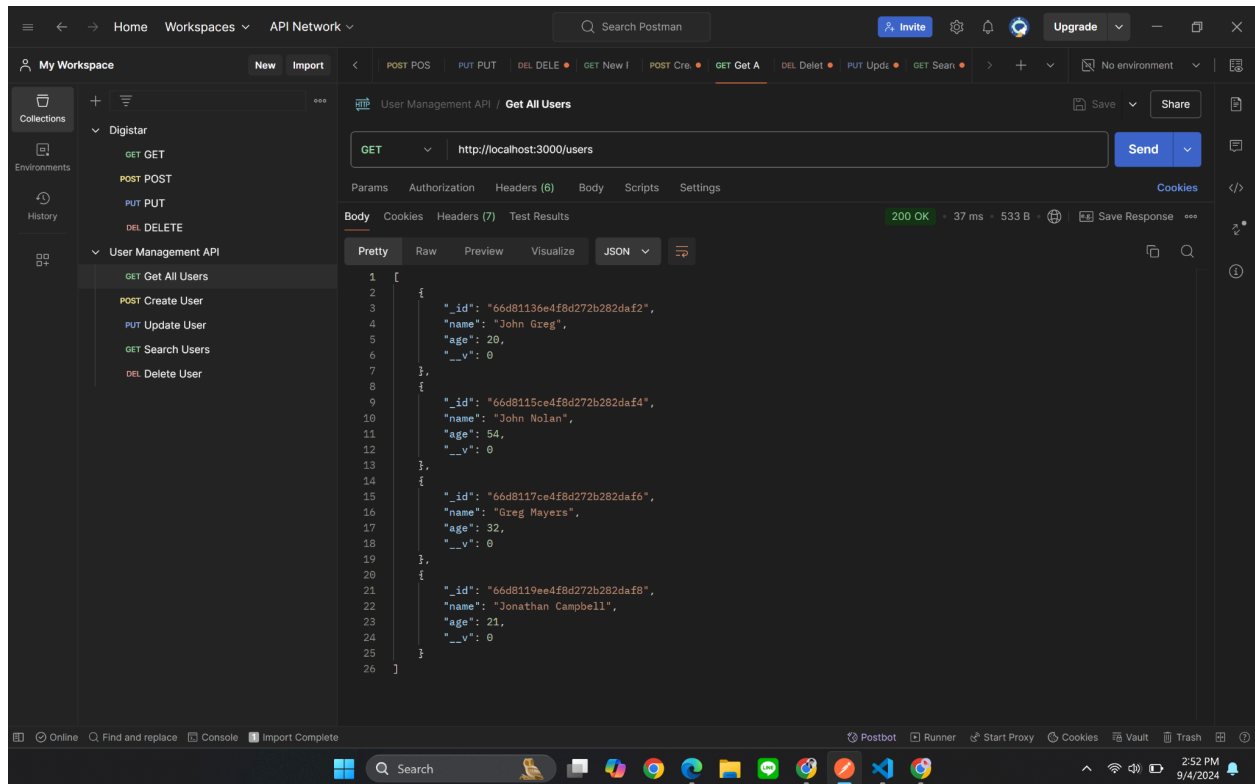 Home Workspaces API Network Search Postman Invite Upgrade
My Workspace New Import POST POS PUT PUT DEL DELE GET New I POST Cre. GET Get A DEL Delet PUT Upda GET Sear No environment
Collections
Environments
History
Digistar
GET GET
POST POST
PUT PUT
DEL DELETE
User Management API
GET Get All Users
POST Create User
PUT Update User
GET Search Users
DEL Delete User
HTTP User Management API / Get All Users Save Share
GET http://localhost:3000/users Send
Params Authorization Headers (6) Body Scripts Settings Cookies
Body Cookies Headers (7) Test Results 200 OK 37 ms 533 B e.g. Save Response
Pretty Raw Preview Visualize JSON
1 [
2 {
3 "_id": "66d81136e4f8d272b282daf2",
4 "name": "John Greg",
5 "age": 20,
6 "__v": 0
7 },
8 {
9 "_id": "66d8115ce4f8d272b282daf4",
10 "name": "John Nolan",
11 "age": 54,
12 "__v": 0
13 },
14 {
15 "_id": "66d8117ce4f8d272b282daf6",
16 "name": "Greg Mayers",
17 "age": 32,
18 "__v": 0
19 },
20 {
21 "_id": "66d8119ee4f8d272b282daf8",
22 "name": "Jonathan Campbell",
23 "age": 21,
24 "__v": 0
25 }
26 ]
Online Find and replace Console 1 Import Complete Postbot Runner Start Proxy Cookies Vault Trash
Search 2:52 PM
9/4/2024